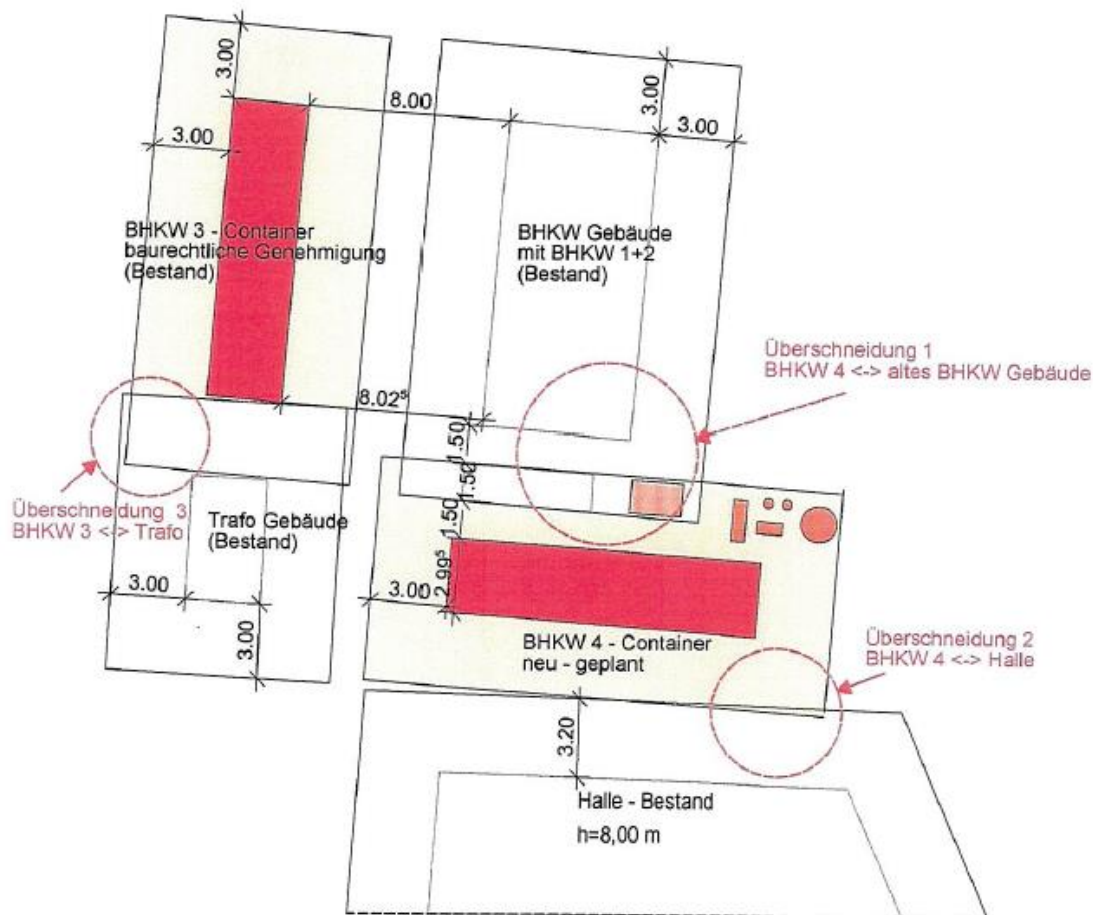 3.00
3.00
8.00
3.00
3.00
BHKW 3 - Container
baurechtliche Genehmigung
(Bestand)
BHKW Gebäude
mit BHKW 1+2
(Bestand)
Überschneidung 1
BHKW 4 <-> altes BHKW Gebäude
8.02⁵
1.50
1.50
1.50
Überschneidung 3
BHKW 3 <-> Trafo
Trafo Gebäude
(Bestand)
3.00
3.00
3.00
2.99⁵
BHKW 4 - Container
neu - geplant
Überschneidung 2
BHKW 4 <-> Halle
3.20
Halle - Bestand
h=8,00 m